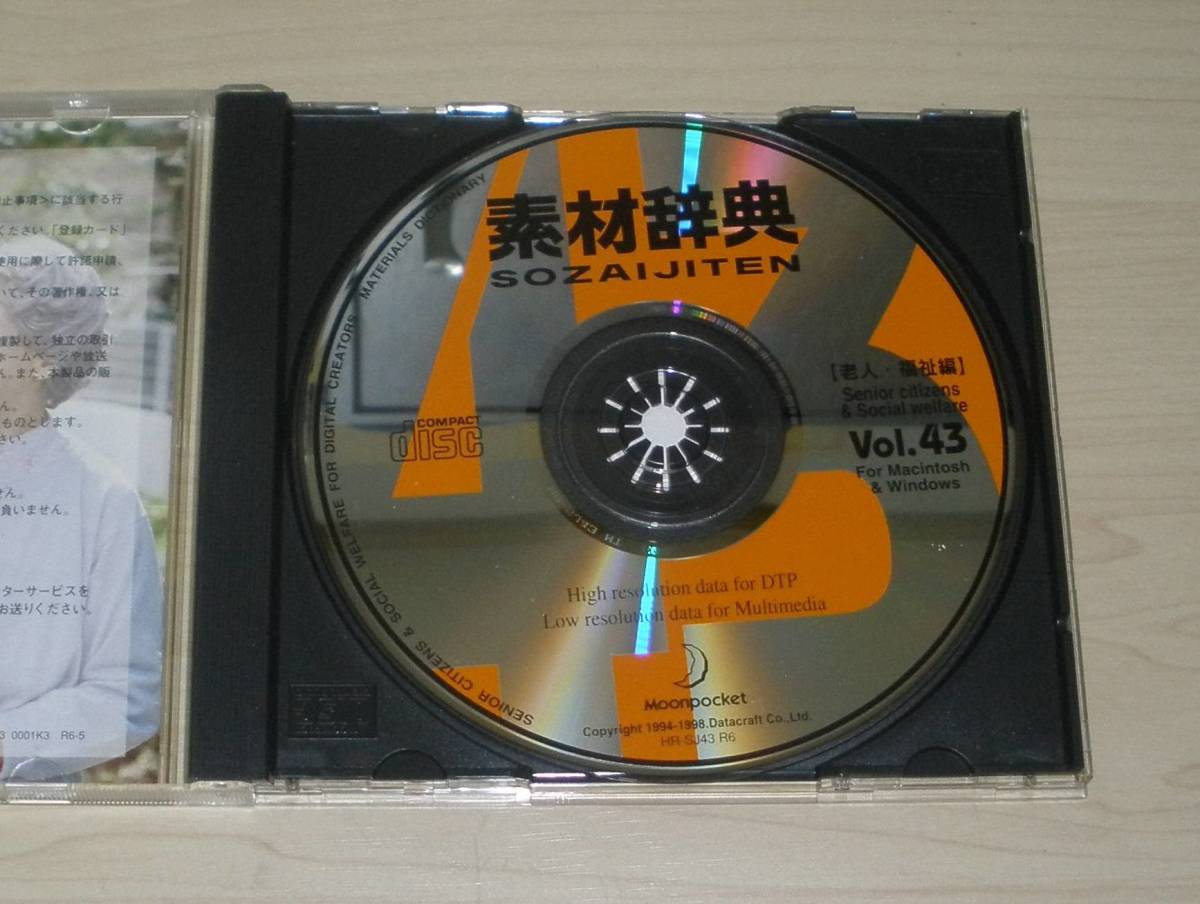 止事項>に該当する行
ください。「登録カード」
使用に際して許諾申請、
いて、その著作権、又は
複製して、独立の取引
ホームページや放送
ん。また、本製品の販
ん。
ものとします。
さい。
せん。
負いません。
ターサービスを
お送りください。
3 0001K3 R6-5
素材辞典
SOZAIJITEN
SENIOR CITIZENS & SOCIAL WELFARE FOR DIGITAL CREATORS MATERIALS DICTIONARY
COMPACT
disc
[老人・福祉編]
Senior citizens
& Social welfare
Vol.43
For Macintosh
& Windows
High resolution data for DTP
Low resolution data for Multimedia
Moonpocket
Copyright 1994-1998.Datacraft Co.,Ltd.
HR-SJ43 R6